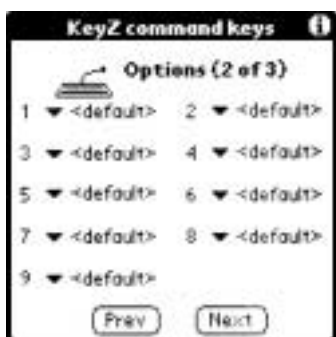 KeyZ command keys i
Options (2 of 3)
1 <default> 2 <default>
3 <default> 4 <default>
5 <default> 6 <default>
7 <default> 8 <default>
9 <default>
Prev Next